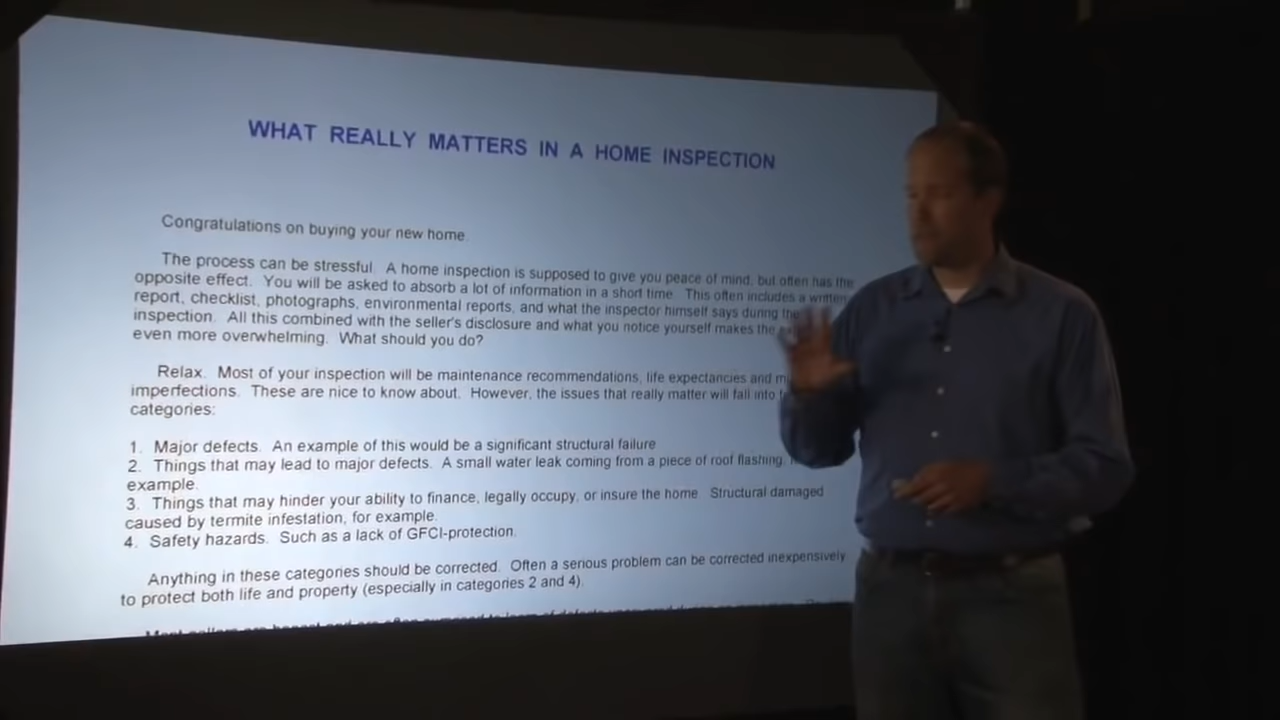 WHAT REALLY MATTERS IN A HOME INSPECTION
Congratulations on buying your new home.
The process can be stressful. A home inspection is supposed to give you peace of mind, but often has the
opposite effect. You will be asked to absorb a lot of information in a short time. This often includes a written
report, checklist, photographs, environmental reports, and what the inspector himself says during the
inspection. All this combined with the seller's disclosure and what you notice yourself makes the
even more overwhelming. What should you do?
Relax. Most of your inspection will be maintenance recommendations, life expectancies and
imperfections. These are nice to know about. However, the issues that really matter will fall into
categories:
1. Major defects. An example of this would be a significant structural failure
2. Things that may lead to major defects. A small water leak coming from a piece of roof flashing,
example.
3. Things that may hinder your ability to finance, legally occupy, or insure the home. Structural damaged
caused by termite infestation, for example.
4. Safety hazards. Such as a lack of GFCI-protection.
Anything in these categories should be corrected. Often a serious problem can be corrected inexpensively
to protect both life and property (especially in categories 2 and 4).